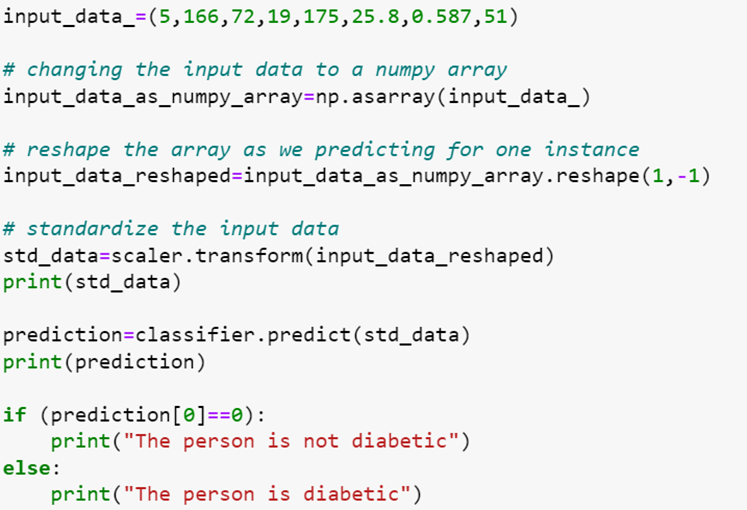 input_data_=(5,166,72,19,175,25.8,0.587,51)
# changing the input data to a numpy array
input_data_as_numpy_array=np.asarray(input_data_)
# reshape the array as we predicting for one instance
input_data_reshaped=input_data_as_numpy_array.reshape(1,-1)
# standardize the input data
std_data=scaler.transform(input_data_reshaped)
print(std_data)
prediction=classifier.predict(std_data)
print(prediction)
if (prediction[0]==0):
    print("The person is not diabetic")
else:
    print("The person is diabetic")